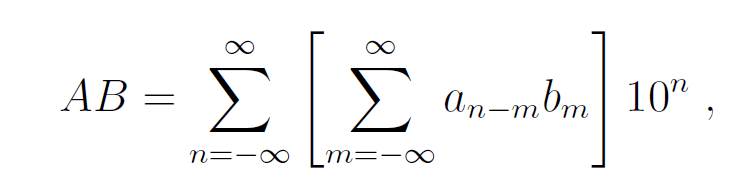 $AB = \sum_{n=-\infty}^{\infty} \left[ \sum_{m=-\infty}^{\infty} a_{n-m} b_m \right] 10^n \ ,$